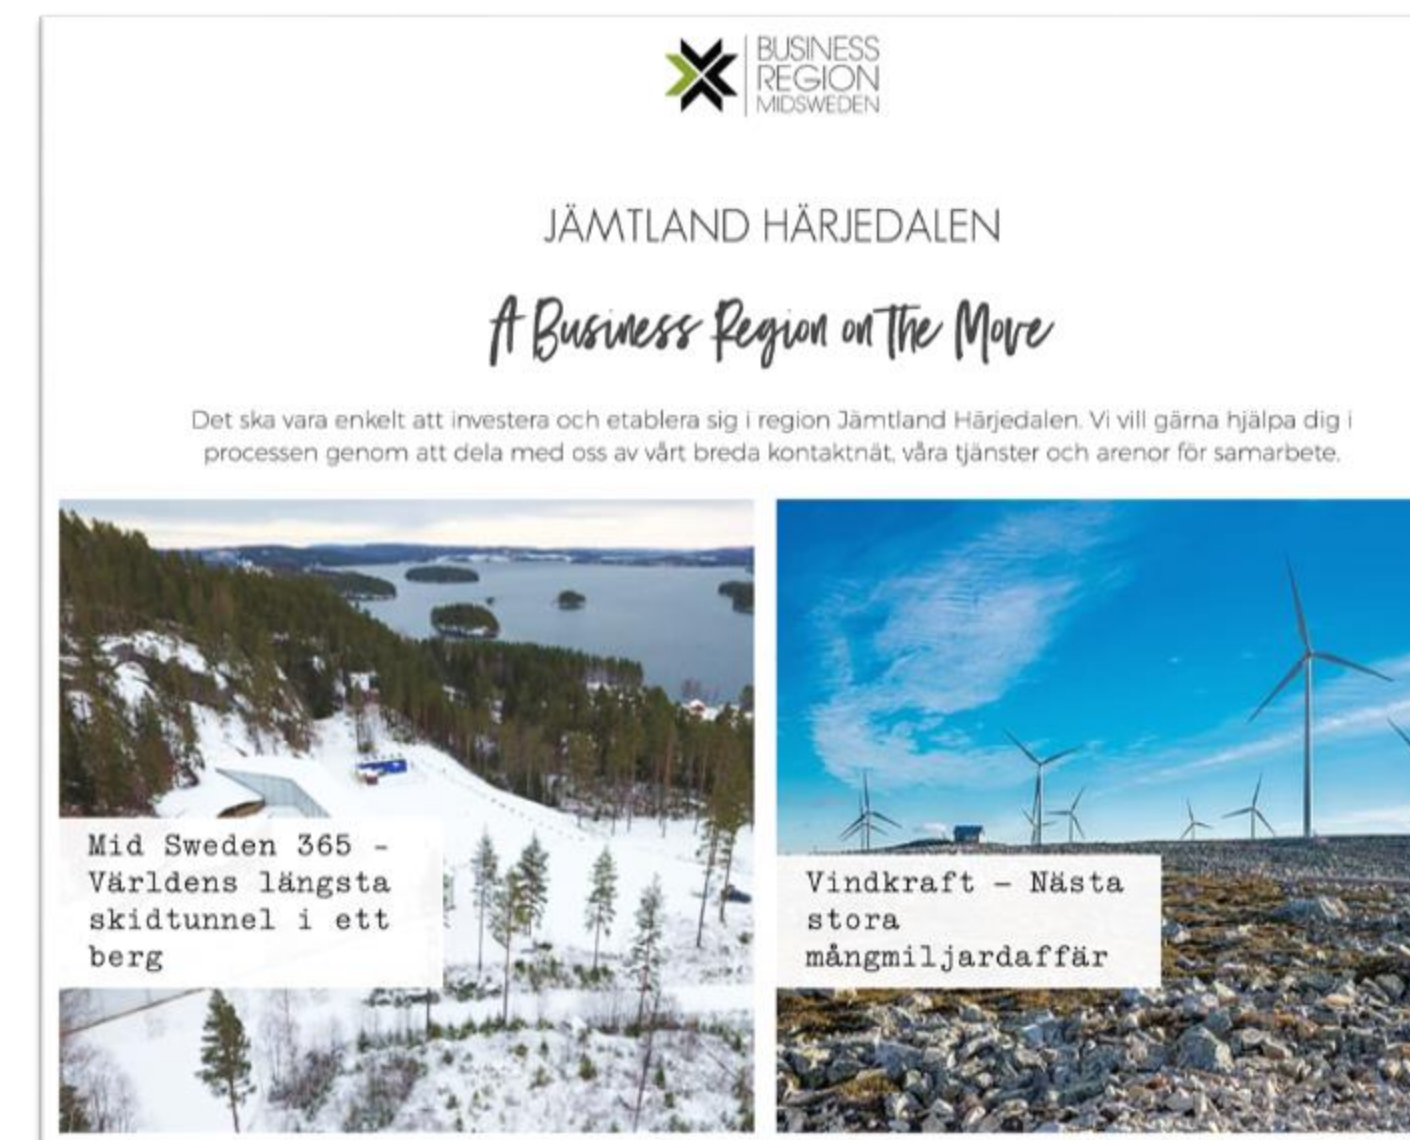 BUSINESS
REGION
MIDSWEDEN
JÄMTLAND HÄRJEDALEN
A Business Region on the Move
Det ska vara enkelt att investera och etablera sig i region Jämtland Härjedalen. Vi vill gärna hjälpa dig i
processen genom att dela med oss av vårt breda kontaktnät, våra tjänster och arenor för samarbete.
Mid Sweden 365 –
Världens längsta
skidtunnel i ett
berg
Vindkraft – Nästa
stora
mångmiljardaffär